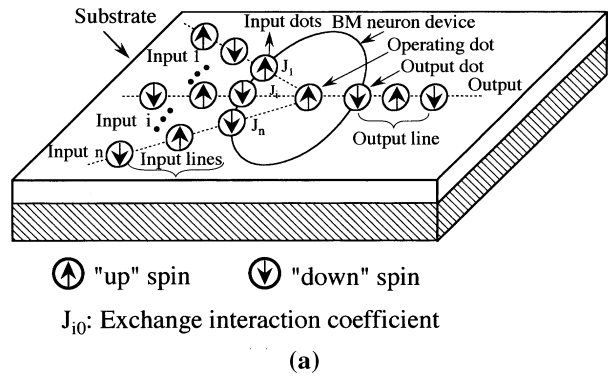 Substrate
Input dots
BM neuron device
Input 1
J₁
Operating dot
Output dot
Jᵢ
Output
Input i
Jₙ
Output line
Input n
Input lines
"up" spin
"down" spin
Jᵢ₀: Exchange interaction coefficient
(a)